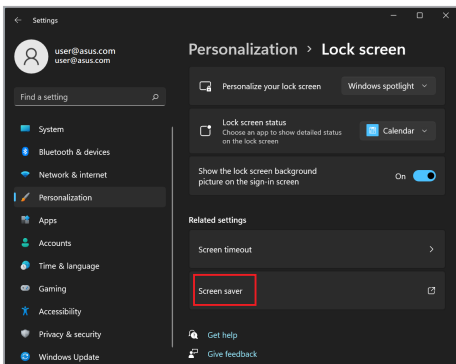 Settings
user@asus.com
user@asus.com
Find a setting
System
Bluetooth & devices
Network & internet
Personalization
Apps
Accounts
Time & language
Gaming
Accessibility
Privacy & security
Windows Update
Personalization > Lock screen
Personalize your lock screen
Windows spotlight
Lock screen status
Choose an app to show detailed status
on the lock screen
Calendar
Show the lock screen background
picture on the sign-in screen
On
Related settings
Screen timeout
Screen saver
Get help
Give feedback